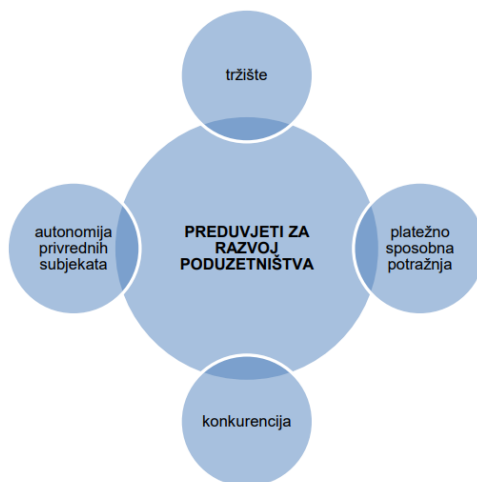 tržište
autonomija
privrednih
subjekata
PREDUVJETI ZA
RAZVOJ
PODUZETNIŠTVA
platežno
sposobna
potražnja
konkurencija